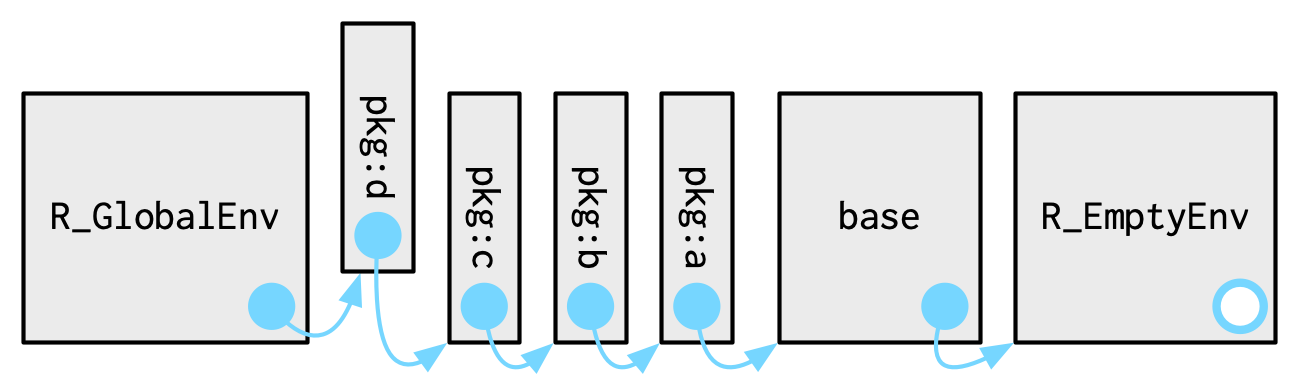 R_GlobalEnv
pkg:d
pkg:c
pkg:b
pkg:a
base
R_EmptyEnv